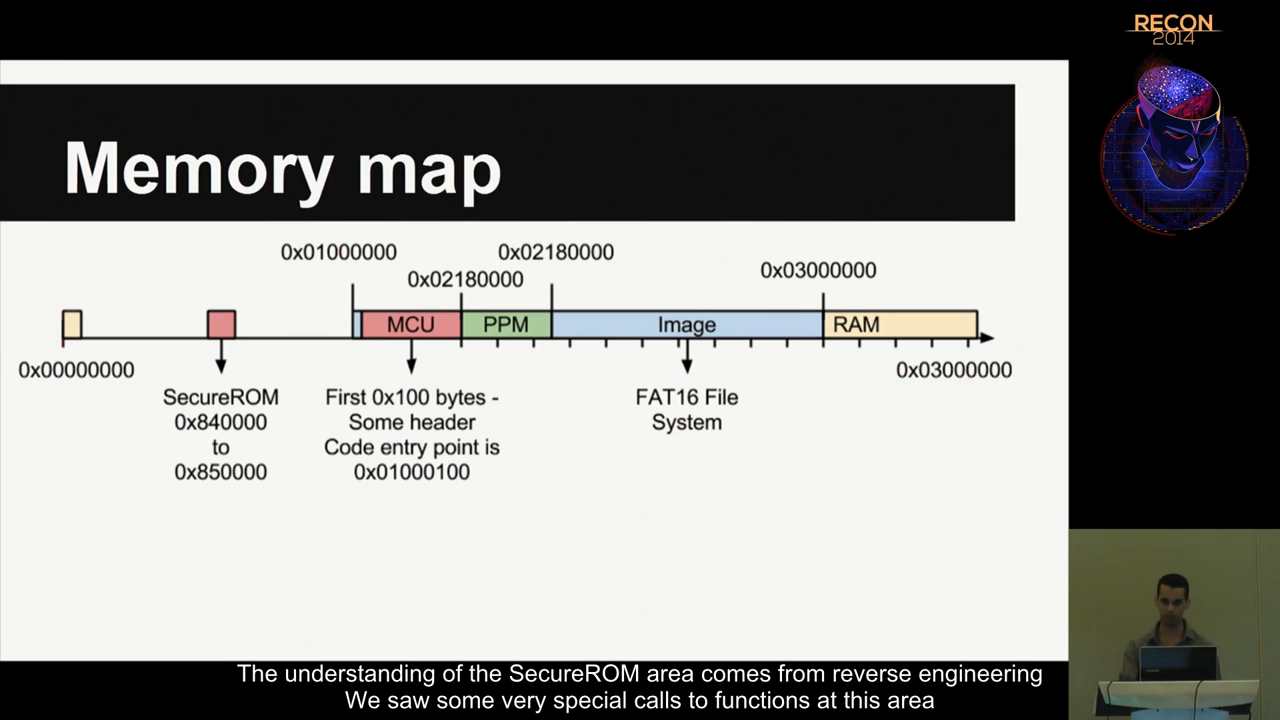 RECON
2014
Memory map
0x01000000
0x02180000
0x02180000
0x03000000
MCU
PPM
Image
RAM
0x00000000
0x03000000
SecureROM
0x840000
to
0x850000
First 0x100 bytes -
Some header
Code entry point is
0x01000100
FAT16 File
System
The understanding of the SecureROM area comes from reverse engineering
We saw some very special calls to functions at this area